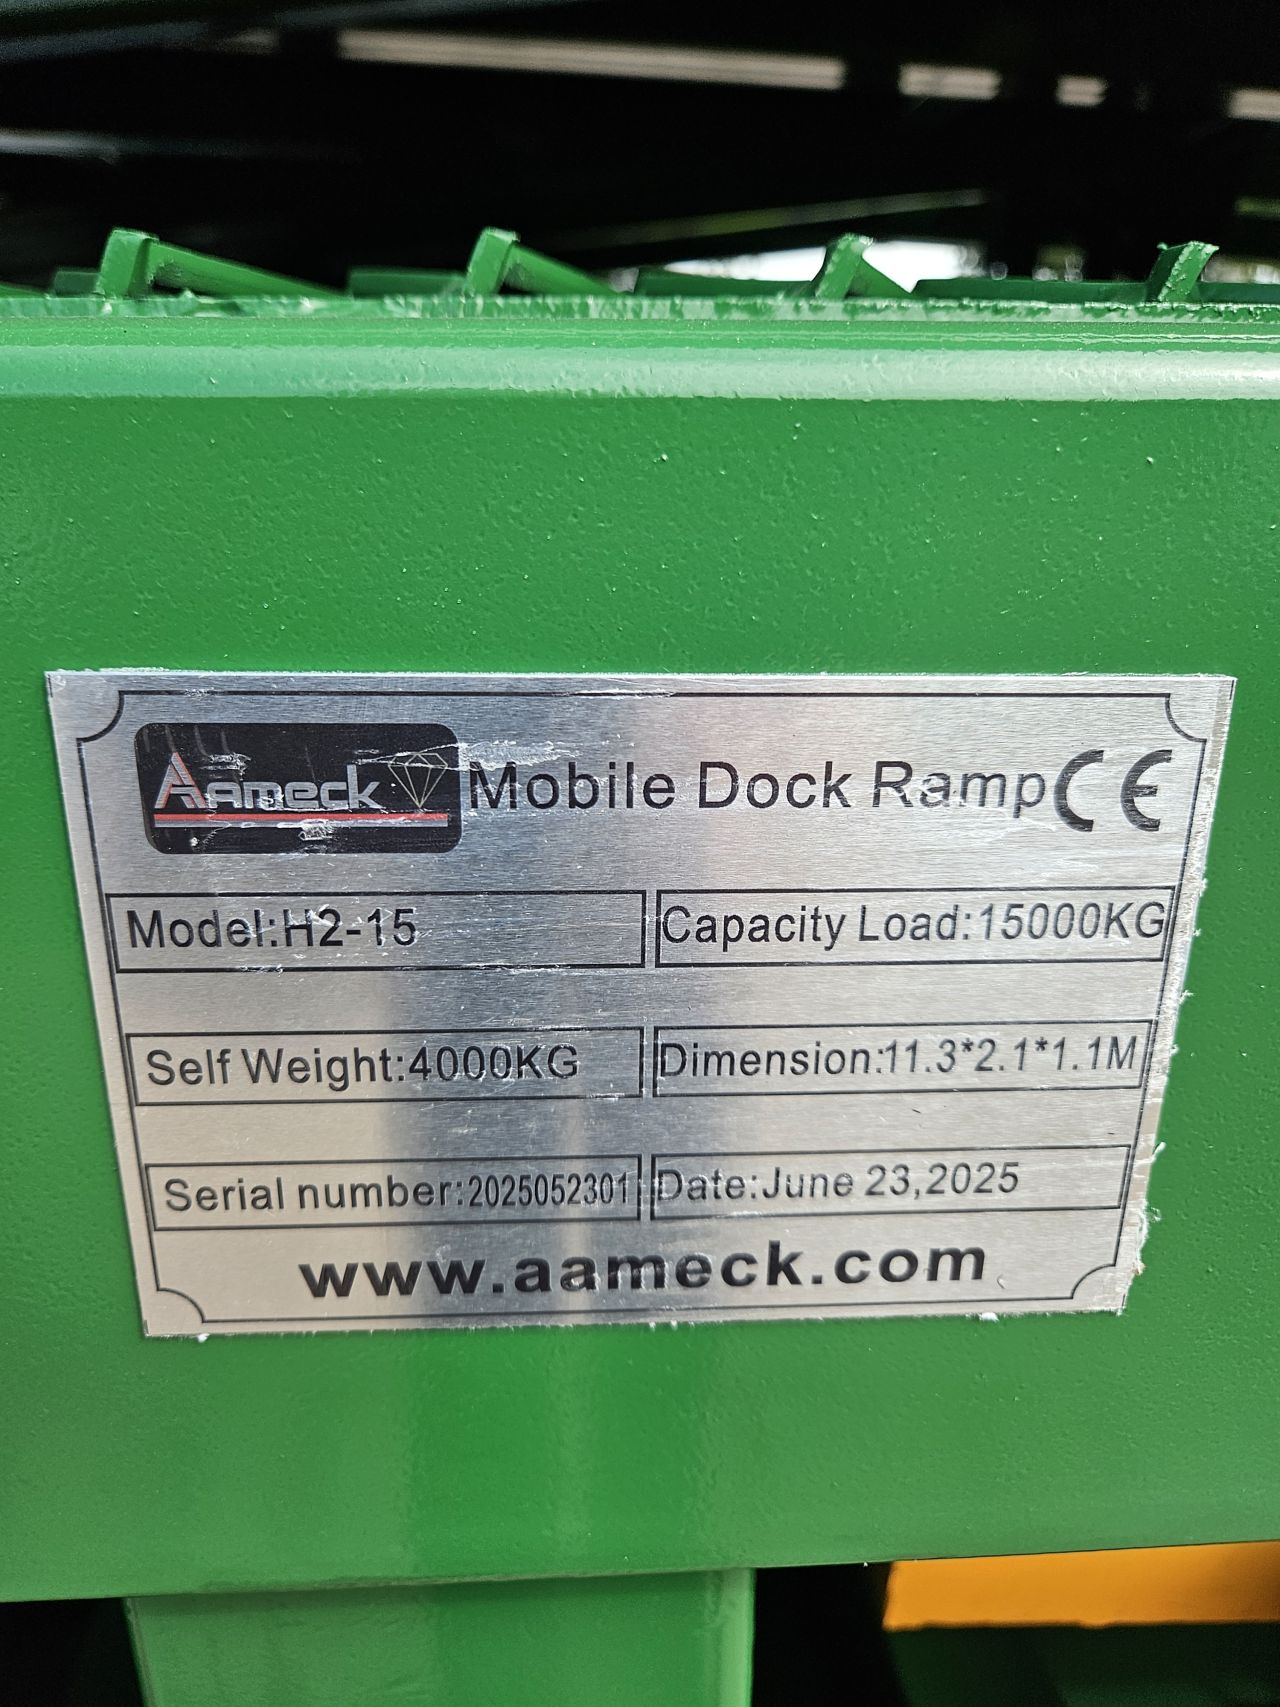 Aameck Mobile Dock Ramp CE
Model:H2-15 Capacity Load:15000KG
Self Weight:4000KG Dimension:11.3*2.1*1.1M
Serial number:2025052301 Date:June 23,2025
www.aameck.com